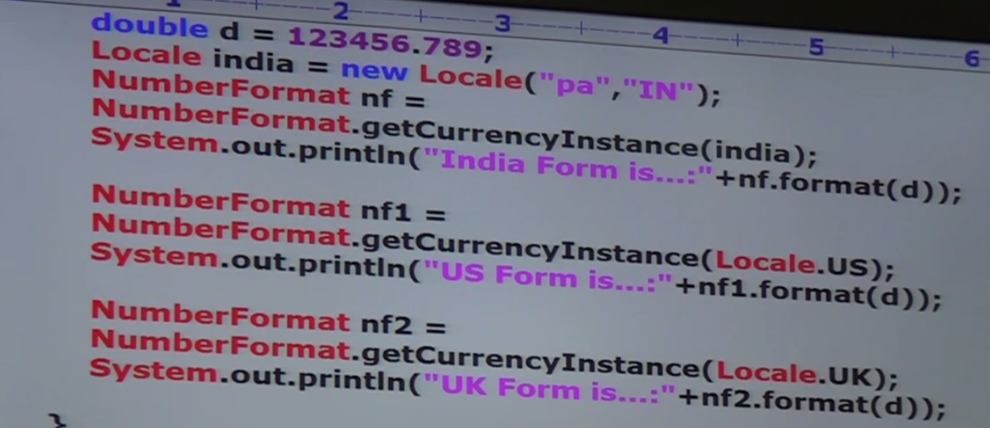 1 2 3 4 5 6
double d = 123456.789;
Locale india = new Locale("pa","IN");
NumberFormat nf =
NumberFormat.getCurrencyInstance(india);
System.out.println("India Form is...:"+nf.format(d));
NumberFormat nf1 =
NumberFormat.getCurrencyInstance(Locale.US);
System.out.println("US Form is...:"+nf1.format(d));
NumberFormat nf2 =
NumberFormat.getCurrencyInstance(Locale.UK);
System.out.println("UK Form is...:"+nf2.format(d));
}